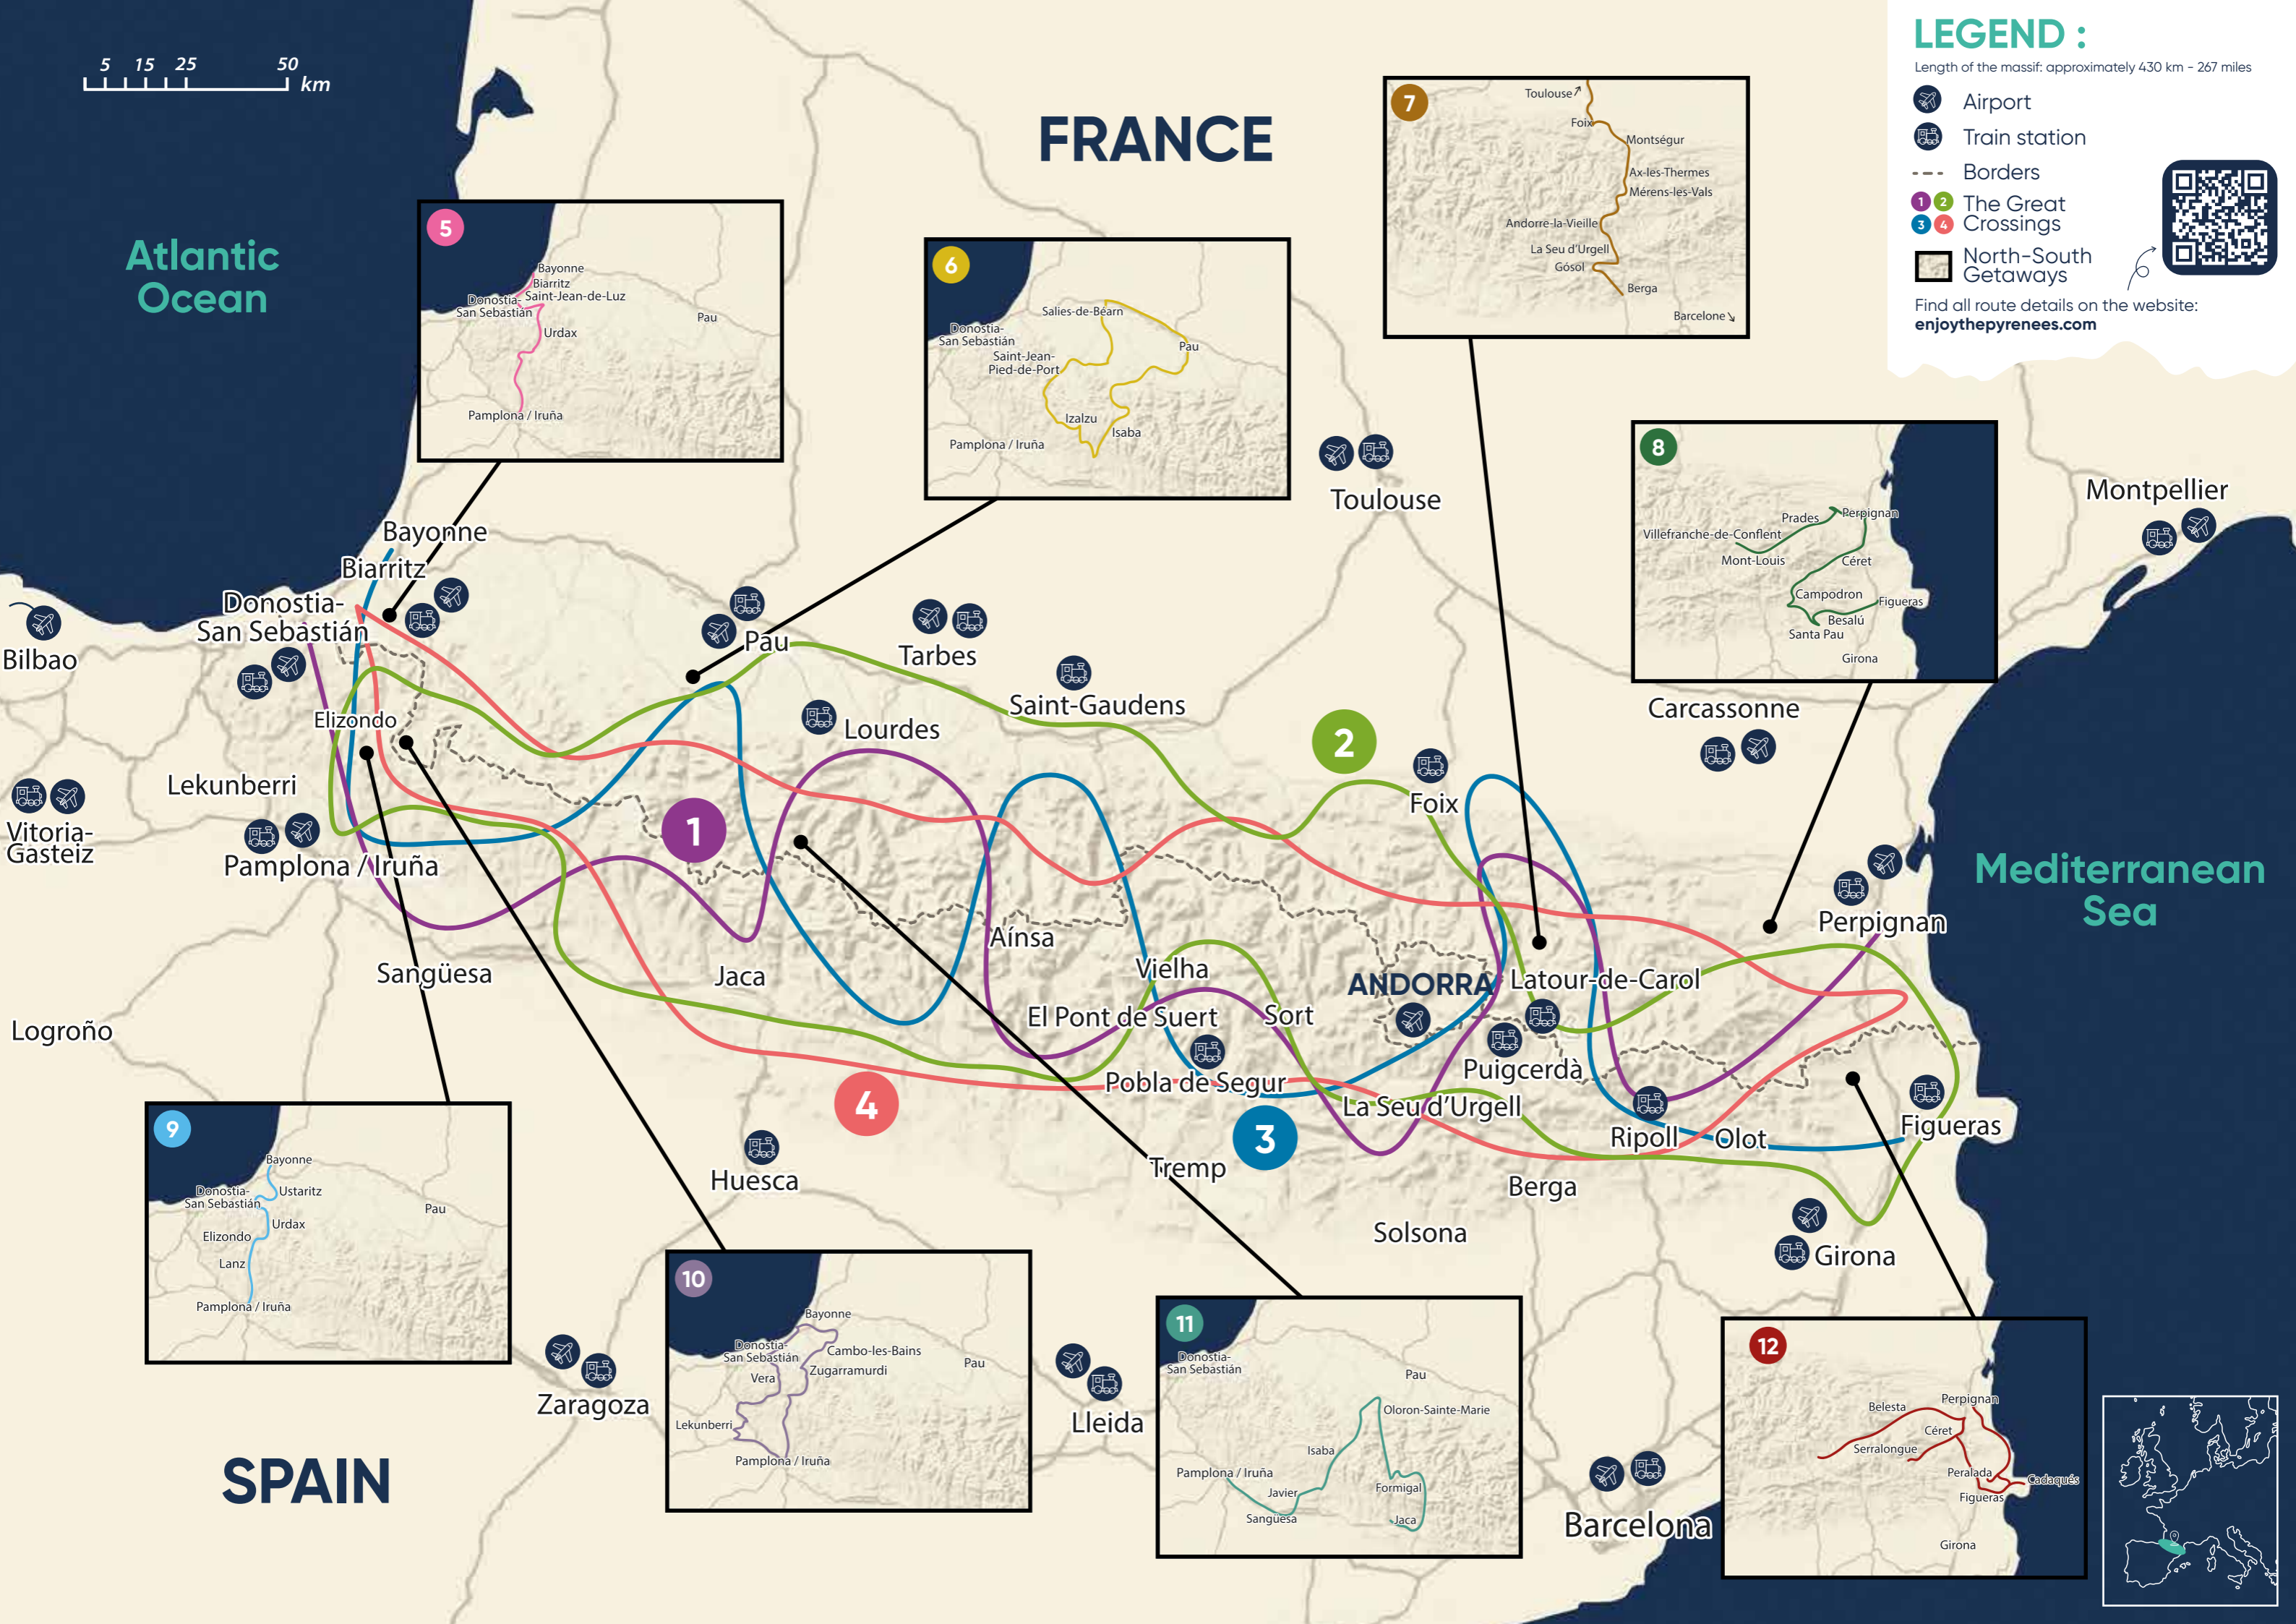 LEGEND :
Length of the massif: approximately 430 km - 267 miles
Airport
Train station
Borders
1 2 The Great
3 4 Crossings
North-South
Getaways
Find all route details on the website:
enjoythepyrenees.com
5 15 25 50
km
FRANCE
Atlantic
Ocean
5
Bayonne
Biarritz
Saint-Jean-de-Luz
Donostia-
San Sebastián
Urdax
Pau
Pamplona / Iruña
6
Salies-de-Béarn
Donostia-
San Sebastián
Saint-Jean-
Pied-de-Port
Pau
Izalzu
Isaba
Pamplona / Iruña
7
Toulouse
Foix
Montségur
Ax-les-Thermes
Mérens-les-Vals
Andorre-la-Vieille
La Seu d'Urgell
Gósol
Berga
Barcelone
8
Prades
Perpignan
Villefranche-de-Conflent
Mont-Louis
Céret
Campodron
Figueras
Besalú
Santa Pau
Girona
Toulouse
Montpellier
Bayonne
Biarritz
Donostia-
San Sebastián
Bilbao
Pau
Tarbes
Saint-Gaudens
Lourdes
Carcassonne
Elizondo
Lekunberri
Vitoria-
Gasteiz
Pamplona / Iruña
1
2
Foix
Mediterranean
Sea
Perpignan
Sangüesa
Jaca
Aínsa
Vielha
ANDORRA
Latour-de-Carol
El Pont de Suert
Sort
Logroño
Puigcerdà
Pobla de Segur
4
La Seu d'Urgell
3
Ripoll
Olot
Figueras
Huesca
Tremp
Berga
Solsona
Girona
9
Bayonne
Donostia-
San Sebastián
Ustaritz
Urdax
Pau
Elizondo
Lanz
Pamplona / Iruña
10
Bayonne
Donostia-
San Sebastián
Cambo-les-Bains
Zugarramurdi
Pau
Vera
Lekunberri
Pamplona / Iruña
11
Donostia-
San Sebastián
Pau
Oloron-Sainte-Marie
Isaba
Pamplona / Iruña
Javier
Formigal
Sangüesa
Jaca
12
Perpignan
Belesta
Céret
Serralongue
Peralada
Cadaqués
Figueras
Girona
Zaragoza
Lleida
Barcelona
SPAIN